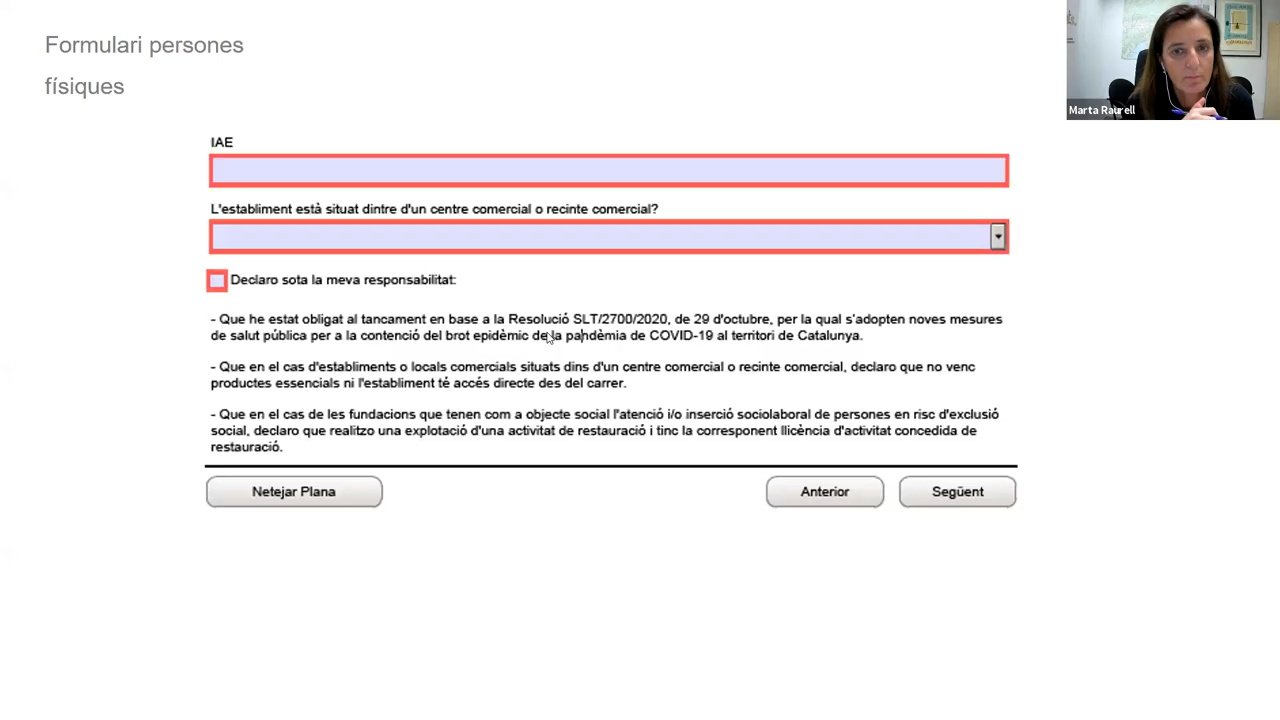 Formulari persones
físiques
Marta Raurell
IAE
L'establiment està situat dintre d'un centre comercial o recinte comercial?
Declaro sota la meva responsabilitat:
- Que he estat obligat al tancament en base a la Resolució SLT/2700/2020, de 29 d'octubre, per la qual s'adopten noves mesures
de salut pública per a la contenció del brot epidèmic de la pandèmia de COVID-19 al territori de Catalunya.
- Que en el cas d'establiments o locals comercials situats dins d'un centre comercial o recinte comercial, declaro que no venc
productes essencials ni l'establiment té accés directe des del carrer.
- Que en el cas de les fundacions que tenen com a objecte social l'atenció i/o inserció sociolaboral de persones en risc d'exclusió
social, declaro que realitzo una explotació d'una activitat de restauració i tinc la corresponent llicència d'activitat concedida de
restauració.
Netejar Plana
Anterior
Següent